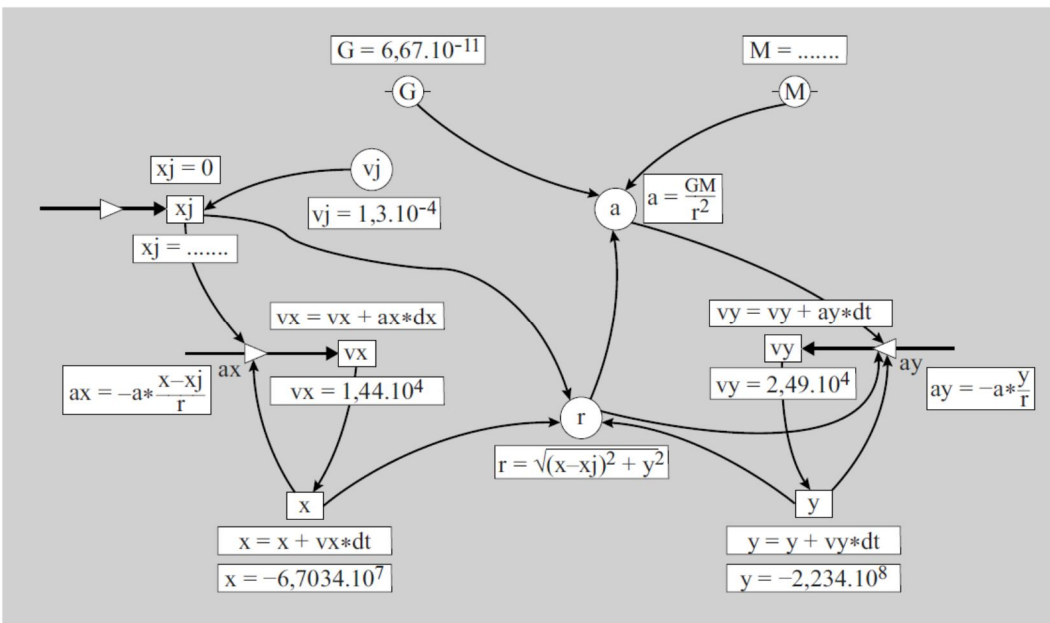 G = 6,67.10-11
M = .......
G
M
xj = 0
vj
xj
vj = 1,3.10-4
a
a = GM/r2
xj = .......
vx = vx + ax*dx
vy = vy + ay*dt
ax
vx
vy
ay
ax = -a*x-xj/r
vx = 1,44.104
vy = 2,49.104
ay = -a*y/r
r
r = √(x-xj)2 + y2
x
y
x = x + vx*dt
y = y + vy*dt
x = -6,7034.107
y = -2,234.108